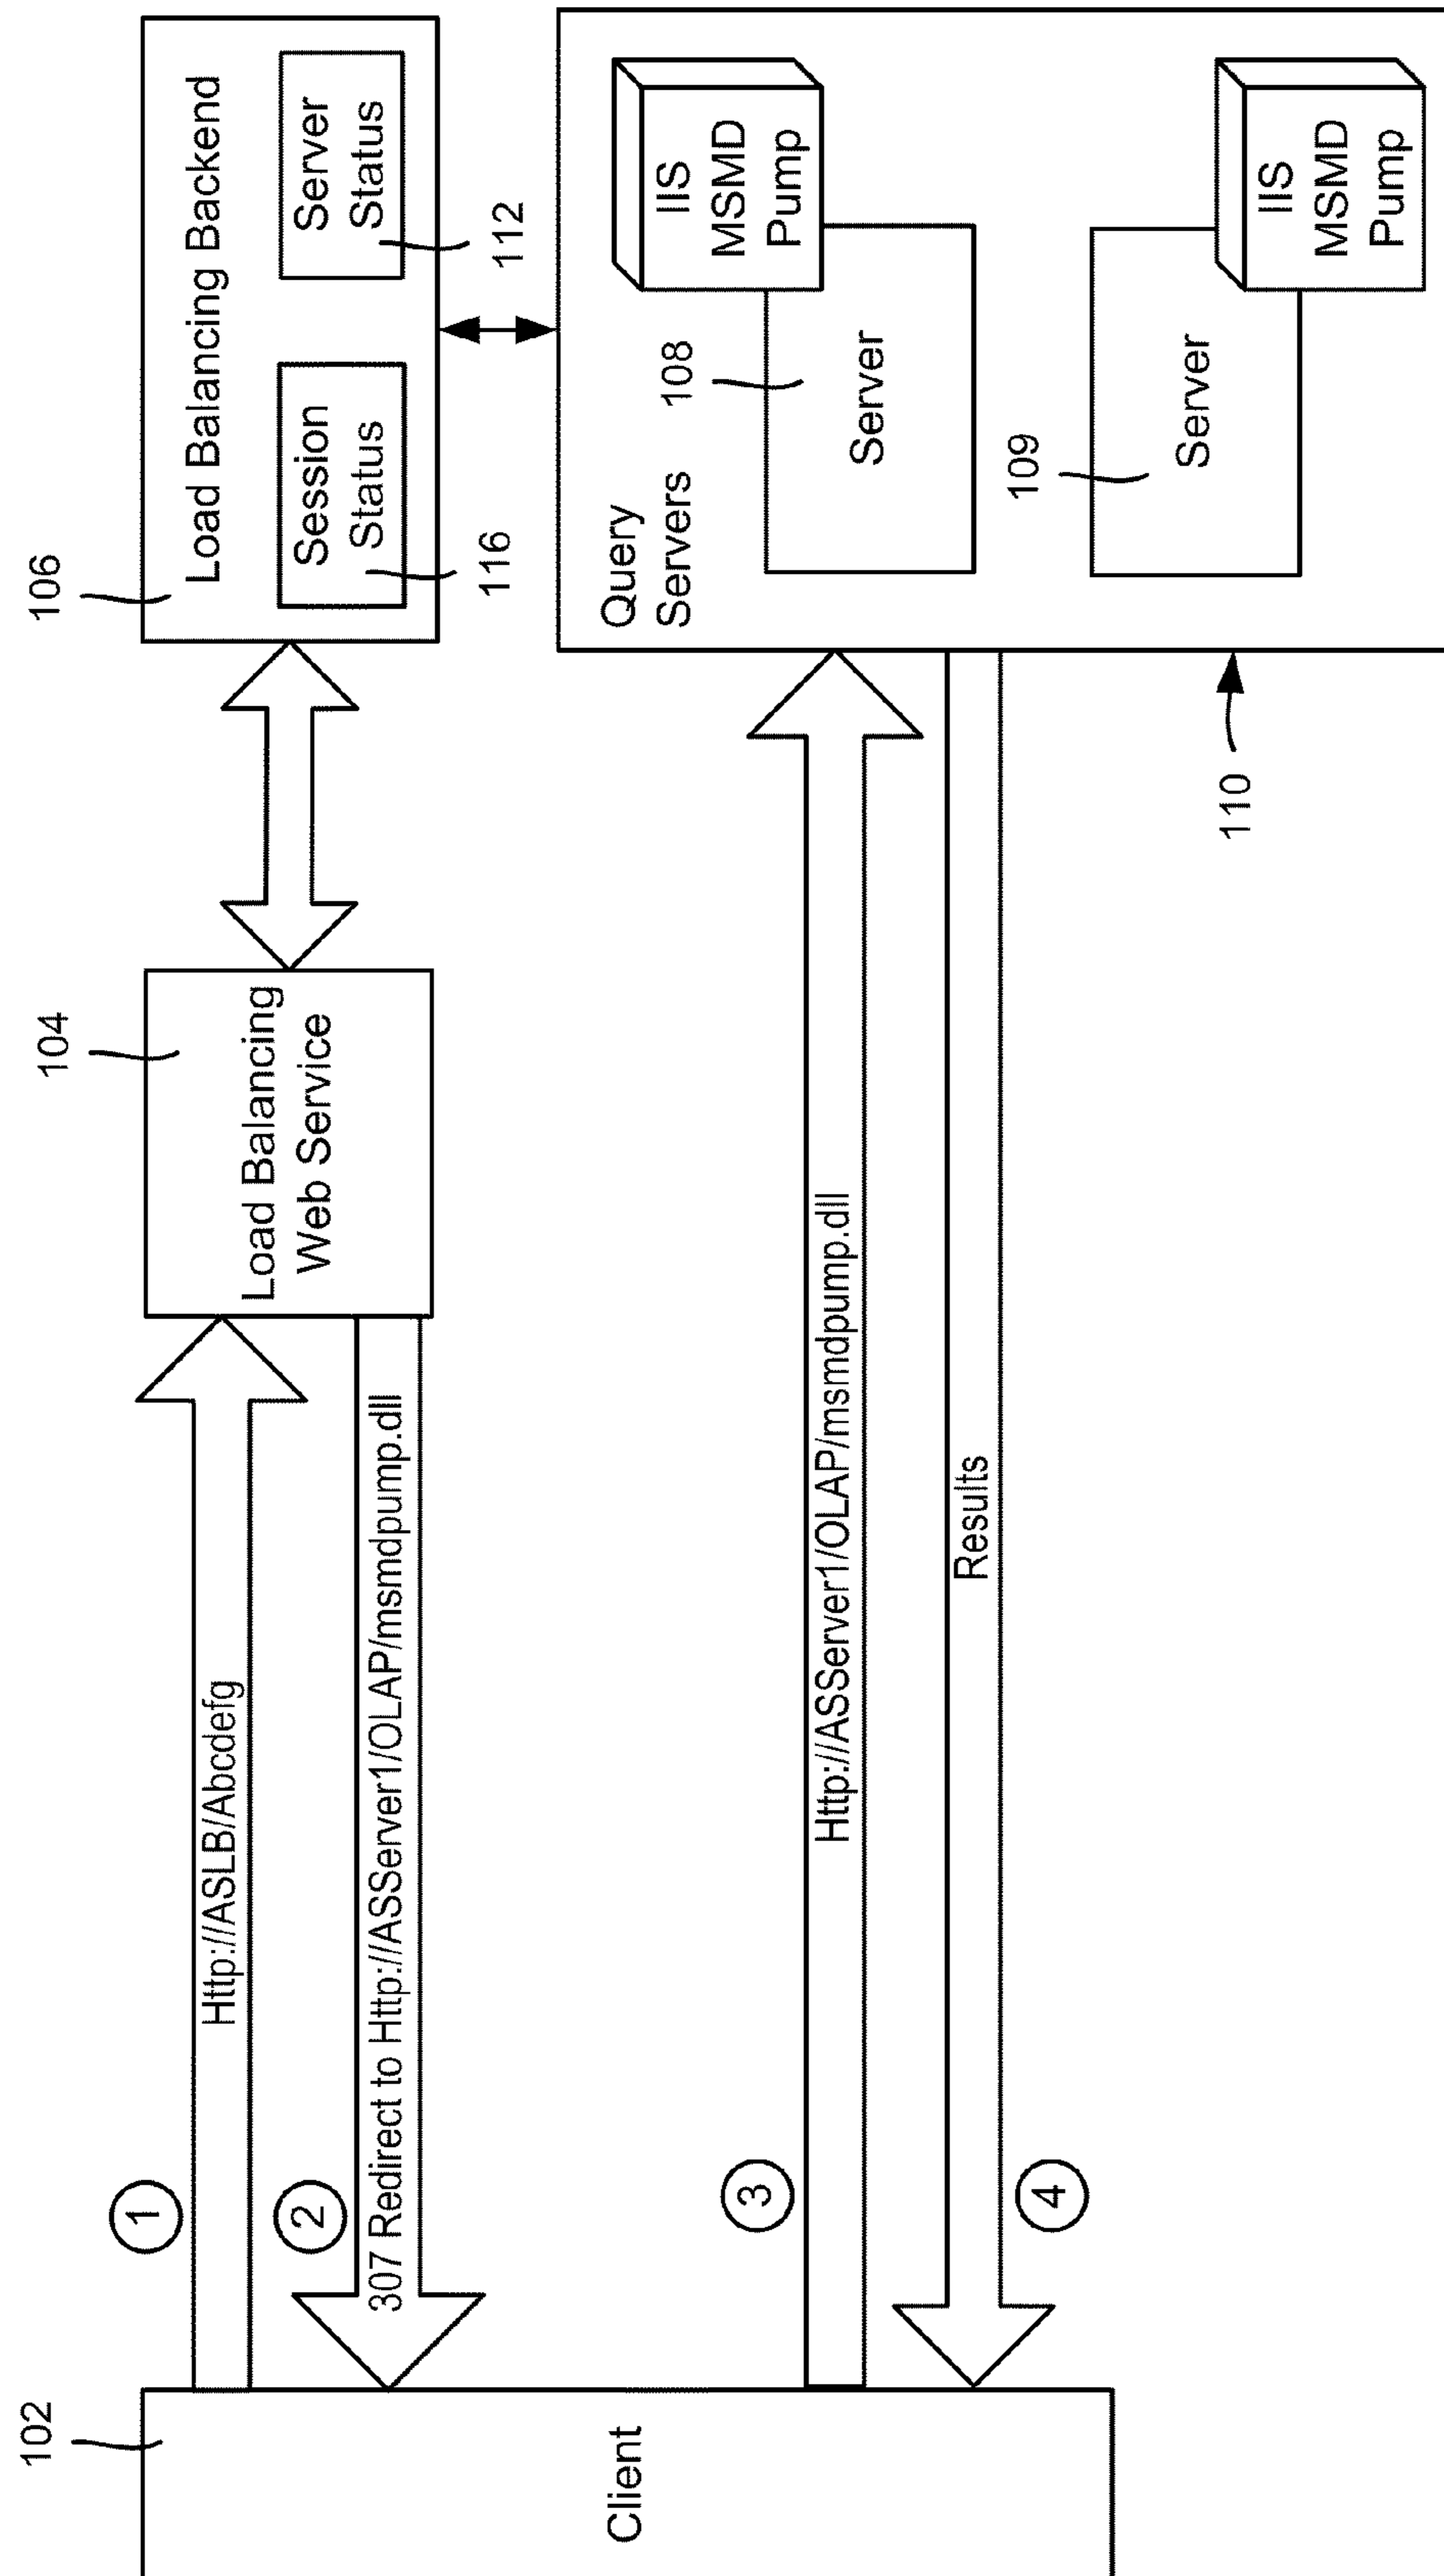 102
Client
1
Http://ASLB/Abcdefg
2
307 Redirect to Http://ASServer1/OLAP/msmdpump.dll
104
Load Balancing
Web Service
106
Load Balancing Backend
Session
Status
116
Server
Status
112
3
Http://ASServer1/OLAP/msmdpump.dll
Results
4
110
Query
Servers
108
Server
IIS
MSMD
Pump
109
Server
IIS
MSMD
Pump